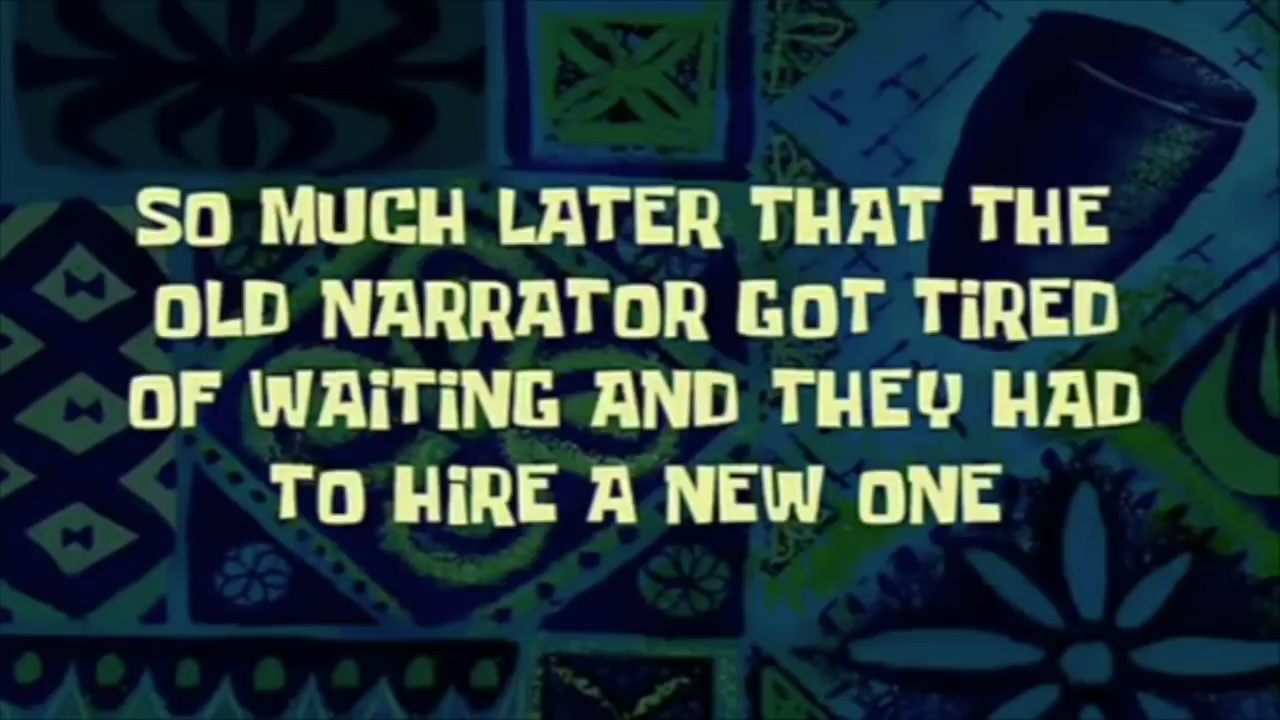 SO MUCH LATER THAT THE
OLD NARRATOR GOT TiRED
OF WAiTiNG AND THEY HAD
TO HiRE A NEW ONE